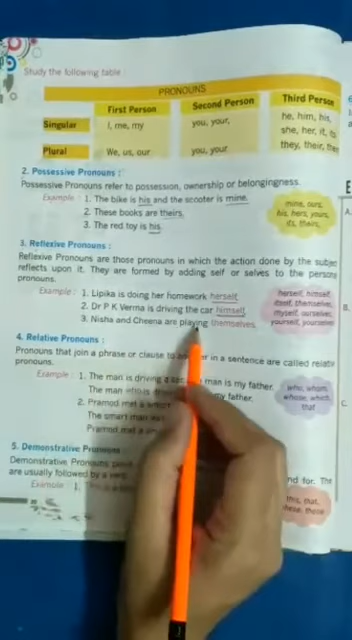 Study the following table :
PRONOUNS
First Person Second Person Third Person
Singular I, me, my you, your, he, him, his, she, her, it, its
Plural We, us, our you, your they, their,
2. Possessive Pronouns :
Possessive Pronouns refer to possession, ownership or belongingness.
Example : 1. The bike is his and the scooter is mine.
2. These books are theirs.
3. The red toy is his.
mine, ours,
his, hers, yours,
its, theirs,
3. Reflexive Pronouns :
Reflexive Pronouns are those pronouns in which the action done by the subject
reflects upon it. They are formed by adding self or selves to the
pronouns.
Example : 1. Lipika is doing her homework herself.
2. Dr P K Verma is driving the car himself.
3. Nisha and Cheena are playing themselves.
herself, himself,
itself, themselves,
myself, ourselves,
yourself, yourselves
4. Relative Pronouns :
Pronouns that join a phrase or clause to in a sentence are called
pronouns.
Example : 1. The man is driving a man is my father.
The man who is my father.
2. Pramod met a
The smart man
Pramod met a
who, whom,
whose, which,
that
5. Demonstrative Pronouns
Demonstrative Pronouns nd for. The
are usually followed by a
Example : 1.
this, that,
these, those
E
A.
B.
C.